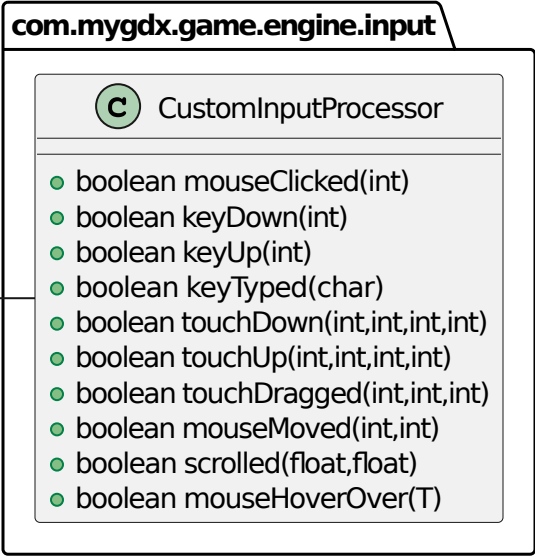 com.mygdx.game.engine.input
C CustomInputProcessor
boolean mouseClicked(int)
boolean keyDown(int)
boolean keyUp(int)
boolean keyTyped(char)
boolean touchDown(int,int,int,int)
boolean touchUp(int,int,int,int)
boolean touchDragged(int,int,int)
boolean mouseMoved(int,int)
boolean scrolled(float,float)
boolean mouseHoverOver(T)